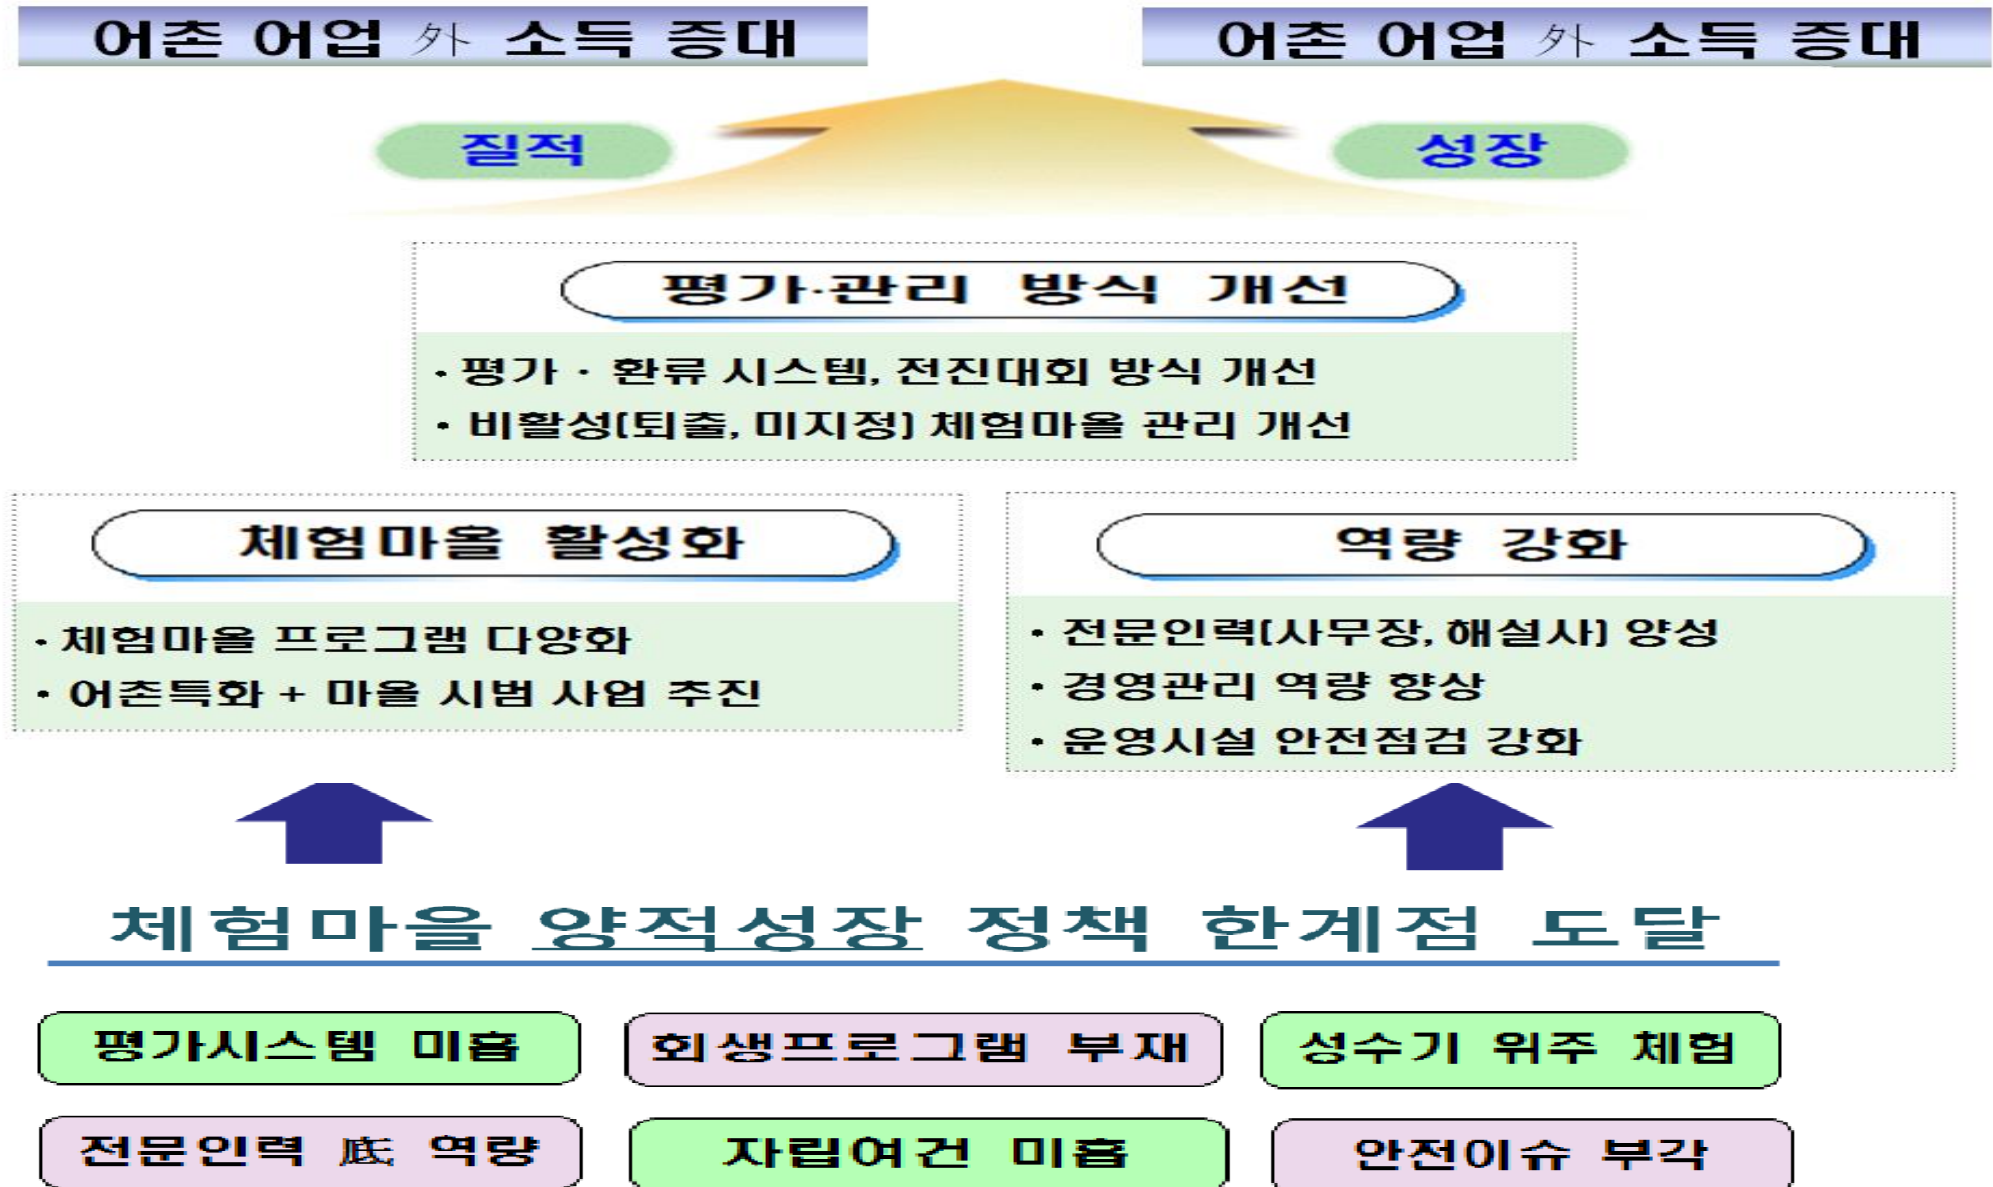 어촌 어업 外 소득 증대
어촌 어업 外 소득 증대
질적
성장
평가·관리 방식 개선
· 평가 · 환류 시스템, 전진대회 방식 개선
· 비활성(퇴출, 미지정) 체험마을 관리 개선
체험마을 활성화
· 체험마을 프로그램 다양화
· 어촌특화 + 마을 시범 사업 추진
역량 강화
· 전문인력(사무장, 해설사) 양성
· 경영관리 역량 향상
· 운영시설 안전점검 강화
체험마을 양적성장 정책 한계점 도달
평가시스템 미흡
회생프로그램 부재
성수기 위주 체험
전문인력 底 역량
자립여건 미흡
안전이슈 부각